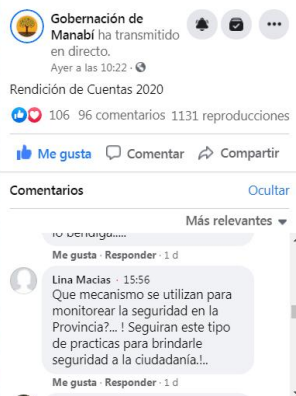 Gobernación de
Manabí ha transmitido
en directo.
Ayer a las 10:22 ·
Rendición de Cuentas 2020
106 96 comentarios 1131 reproducciones
Me gusta Comentar Compartir
Comentarios Ocultar
Más relevantes
lo bendiga.....
Me gusta · Responder · 1 d
Lina Macias · 15:56
Que mecanismo se utilizan para
monitorear la seguridad en la
Provincia?... ! Seguiran este tipo
de practicas para brindarle
seguridad a la ciudadanía.!..
Me gusta · Responder · 1 d